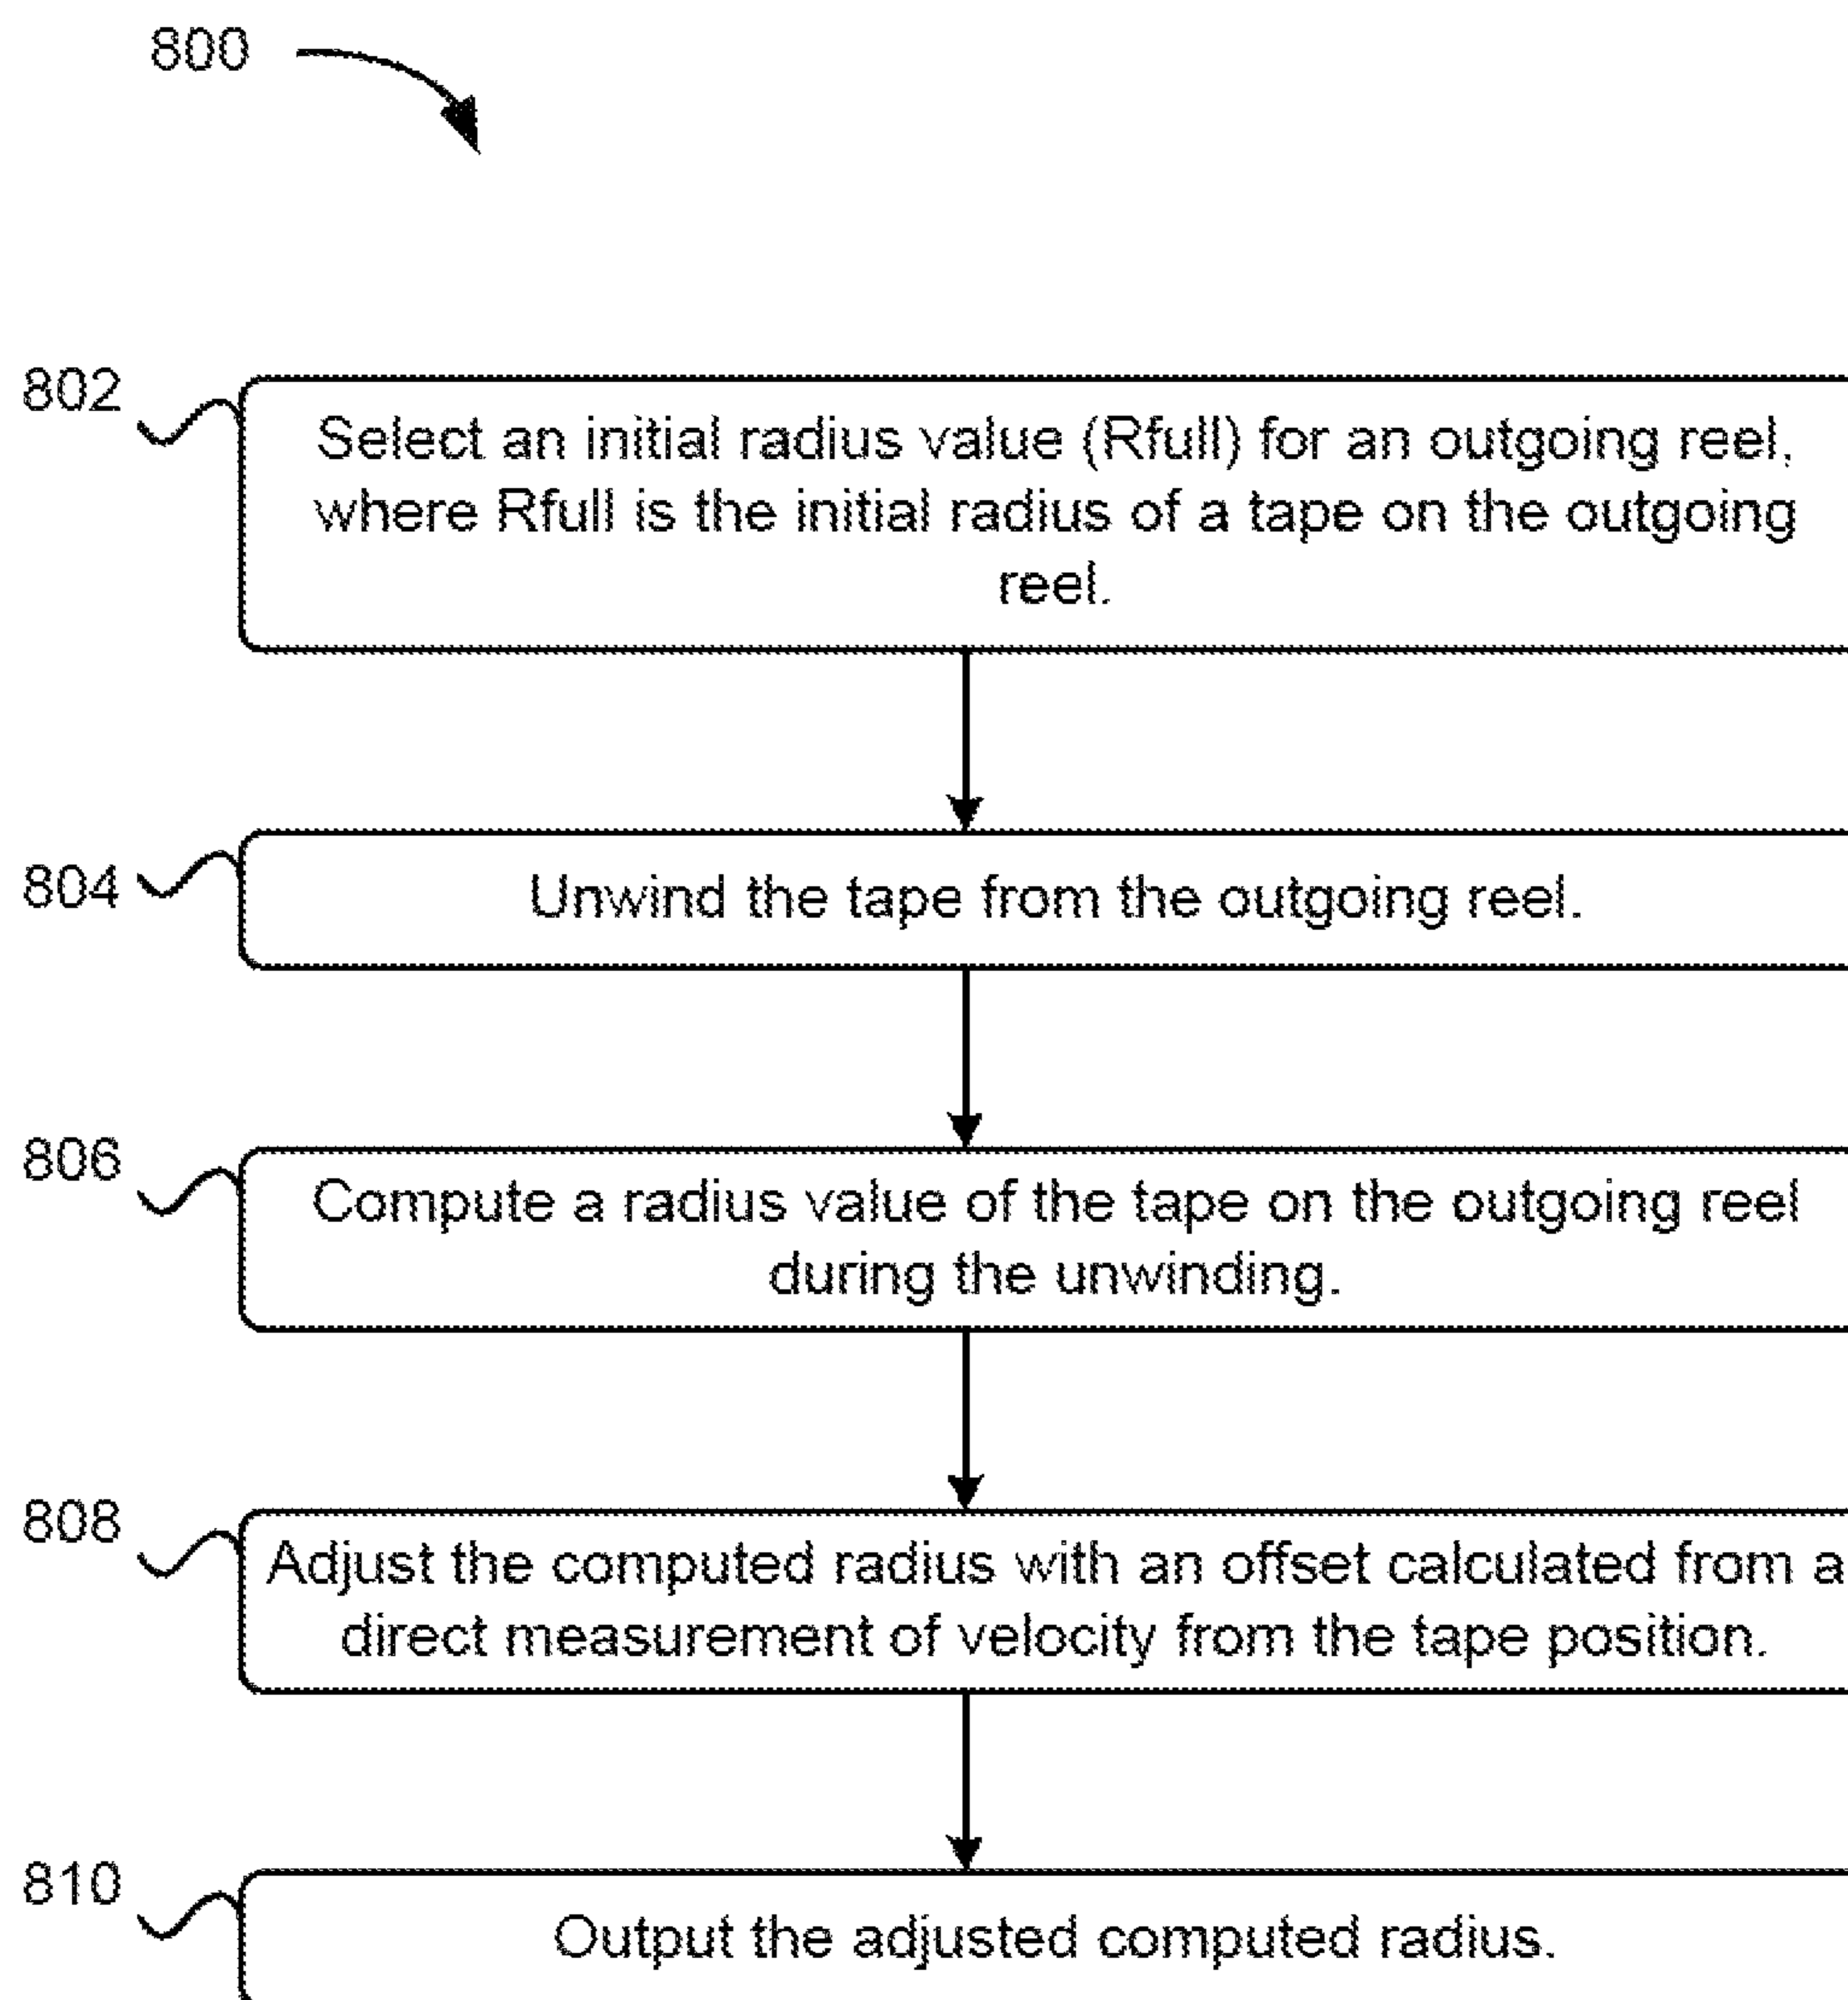 800
802
Select an initial radius value (Rfull) for an outgoing reel,
where Rfull is the initial radius of a tape on the outgoing
reel.
804
Unwind the tape from the outgoing reel.
806
Compute a radius value of the tape on the outgoing reel
during the unwinding.
808
Adjust the computed radius with an offset calculated from a
direct measurement of velocity from the tape position.
810
Output the adjusted computed radius.